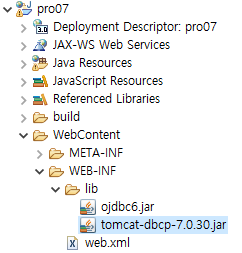 pro07
Deployment Descriptor: pro07
JAX-WS Web Services
Java Resources
JavaScript Resources
Referenced Libraries
build
WebContent
META-INF
WEB-INF
lib
ojdbc6.jar
tomcat-dbcp-7.0.30.jar
web.xml